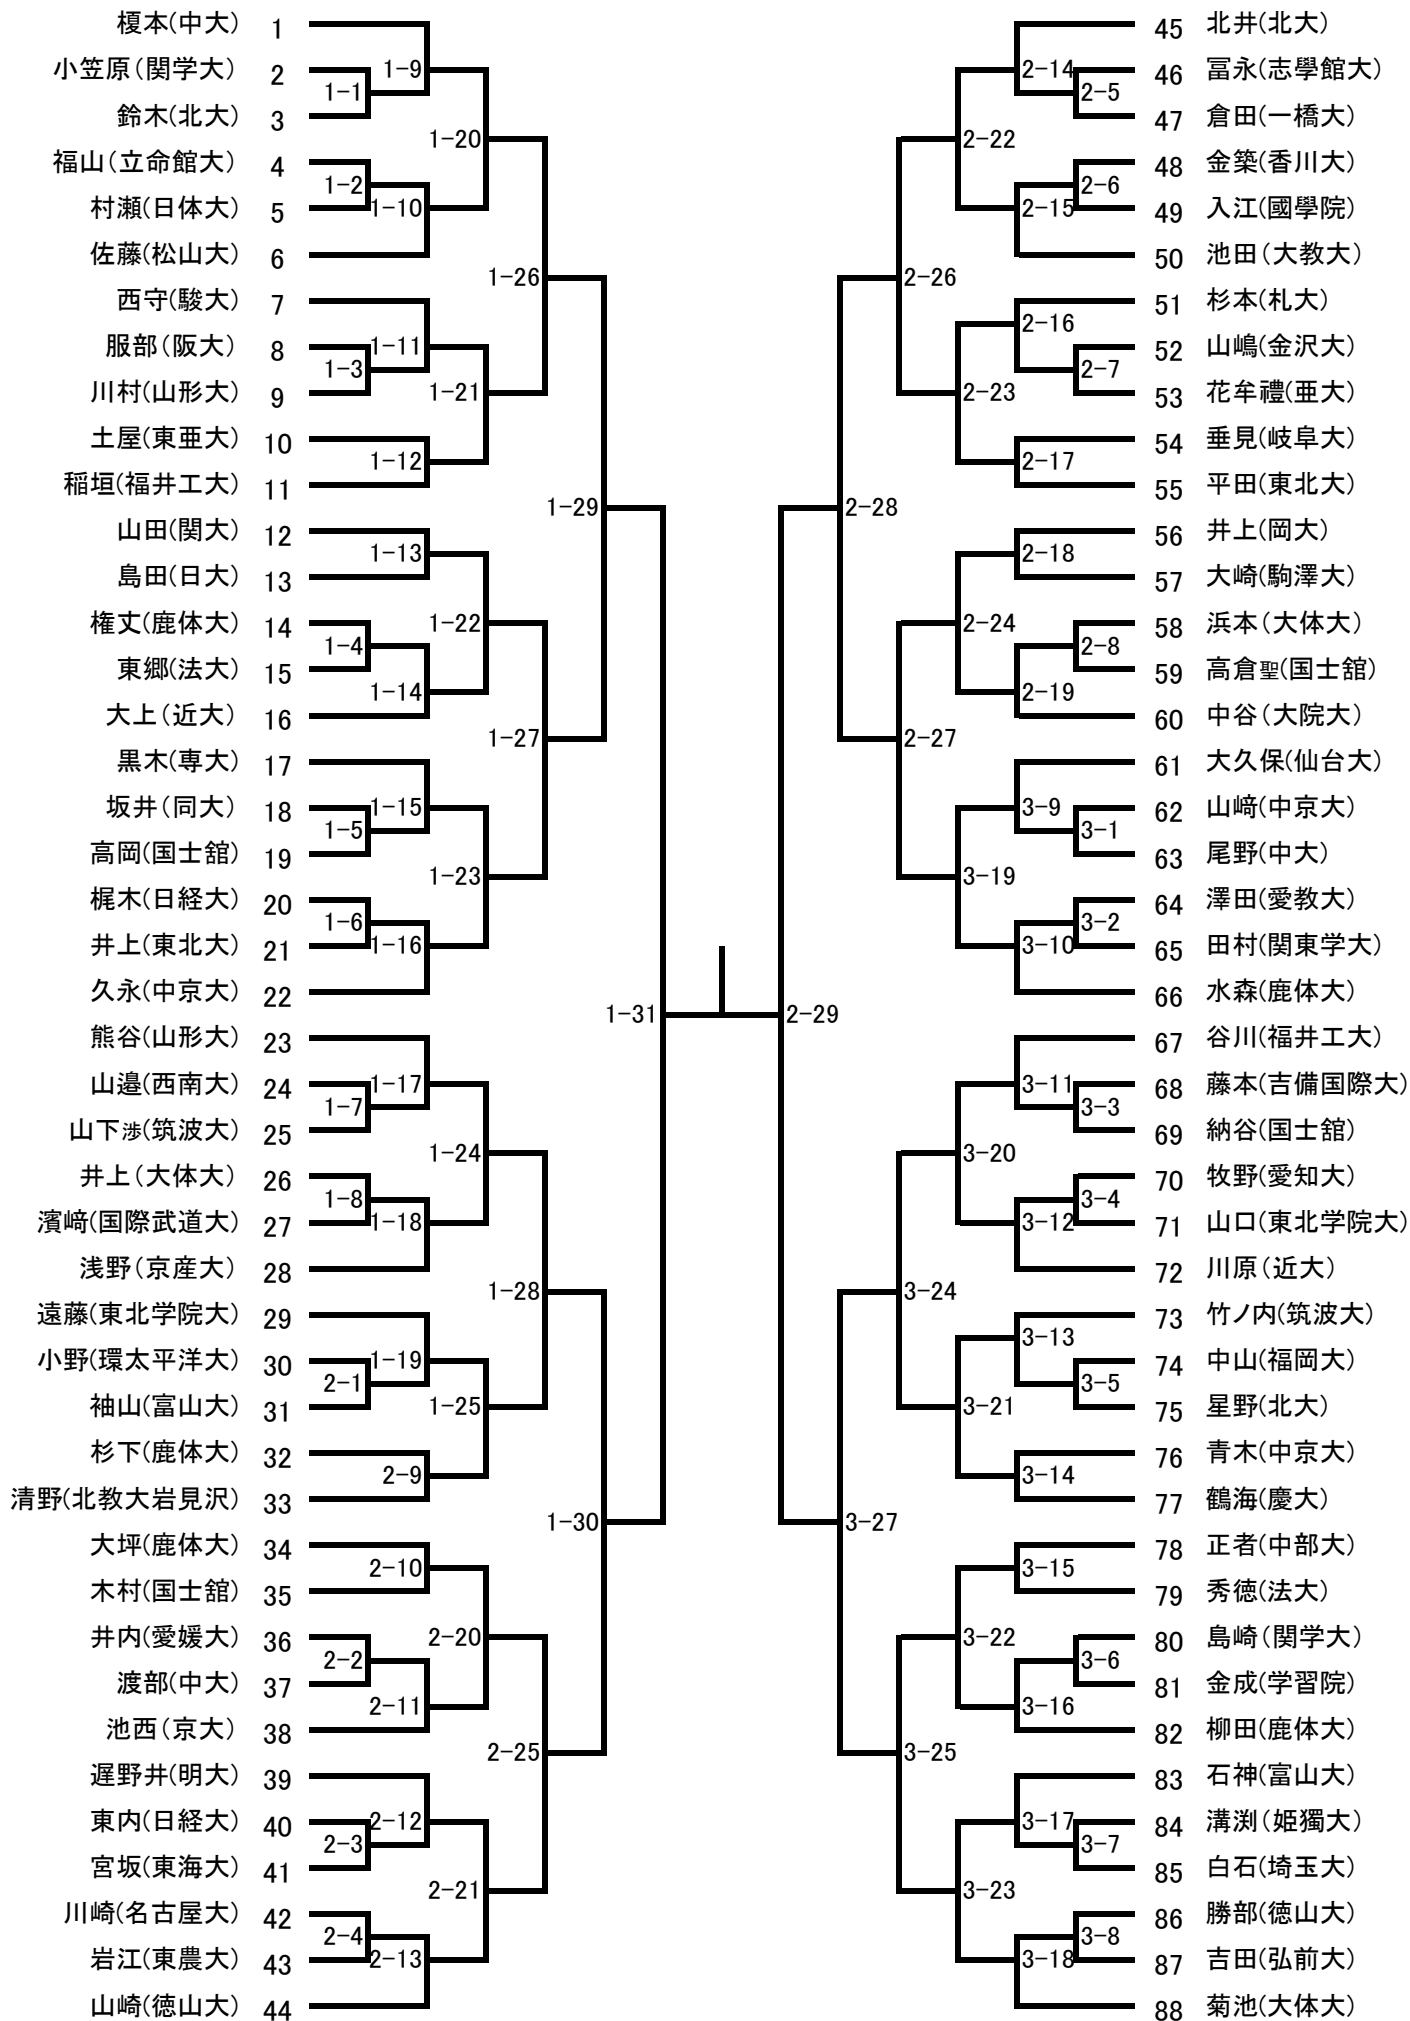 榎本(中大) 1
小笠原(関学大) 2
鈴木(北大) 3
福山(立命館大) 4
村瀬(日体大) 5
佐藤(松山大) 6
西守(駿大) 7
服部(阪大) 8
川村(山形大) 9
土屋(東亜大) 10
稲垣(福井工大) 11
山田(関大) 12
島田(日大) 13
権丈(鹿体大) 14
東郷(法大) 15
大上(近大) 16
黒木(専大) 17
坂井(同大) 18
高岡(国士舘) 19
梶木(日経大) 20
井上(東北大) 21
久永(中京大) 22
熊谷(山形大) 23
山邉(西南大) 24
山下渉(筑波大) 25
井上(大体大) 26
濱﨑(国際武道大) 27
浅野(京産大) 28
遠藤(東北学院大) 29
小野(環太平洋大) 30
袖山(富山大) 31
杉下(鹿体大) 32
清野(北教大岩見沢) 33
大坪(鹿体大) 34
木村(国士舘) 35
井内(愛媛大) 36
渡部(中大) 37
池西(京大) 38
遅野井(明大) 39
東内(日経大) 40
宮坂(東海大) 41
川崎(名古屋大) 42
岩江(東農大) 43
山崎(徳山大) 44
1-1
1-2
1-3
1-4
1-5
1-6
1-7
1-8
2-1
2-2
2-3
2-4
1-9
1-10
1-11
1-12
1-13
1-14
1-15
1-16
1-17
1-18
1-19
2-9
2-10
2-11
2-12
2-13
1-20
1-21
1-22
1-23
1-24
1-25
2-20
2-21
1-26
1-27
1-28
2-25
1-29
1-30
1-31
2-29
2-28
3-27
2-26
2-27
3-24
3-25
2-22
2-23
2-24
3-19
3-20
3-21
3-22
3-23
2-14
2-15
2-16
2-17
2-18
2-19
3-9
3-10
3-11
3-12
3-13
3-14
3-15
3-16
3-17
3-18
2-5
2-6
2-7
2-8
3-1
3-2
3-3
3-4
3-5
3-6
3-7
3-8
45 北井(北大)
46 冨永(志學館大)
47 倉田(一橋大)
48 金築(香川大)
49 入江(國學院)
50 池田(大教大)
51 杉本(札大)
52 山嶋(金沢大)
53 花牟禮(亜大)
54 垂見(岐阜大)
55 平田(東北大)
56 井上(岡大)
57 大崎(駒澤大)
58 浜本(大体大)
59 高倉聖(国士舘)
60 中谷(大院大)
61 大久保(仙台大)
62 山﨑(中京大)
63 尾野(中大)
64 澤田(愛教大)
65 田村(関東学大)
66 水森(鹿体大)
67 谷川(福井工大)
68 藤本(吉備国際大)
69 納谷(国士舘)
70 牧野(愛知大)
71 山口(東北学院大)
72 川原(近大)
73 竹ノ内(筑波大)
74 中山(福岡大)
75 星野(北大)
76 青木(中京大)
77 鶴海(慶大)
78 正者(中部大)
79 秀徳(法大)
80 島崎(関学大)
81 金成(学習院)
82 柳田(鹿体大)
83 石神(富山大)
84 溝渕(姫獨大)
85 白石(埼玉大)
86 勝部(徳山大)
87 吉田(弘前大)
88 菊池(大体大)